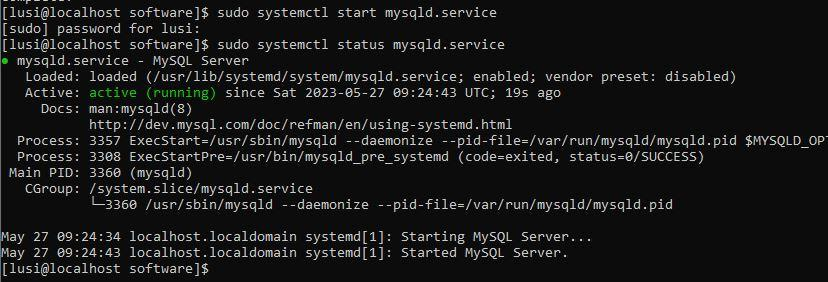 [lusi@localhost software]$ sudo systemctl start mysqld.service
[sudo] password for lusi:
[lusi@localhost software]$ sudo systemctl status mysqld.service
● mysqld.service - MySQL Server
   Loaded: loaded (/usr/lib/systemd/system/mysqld.service; enabled; vendor preset: disabled)
   Active: active (running) since Sat 2023-05-27 09:24:43 UTC; 19s ago
     Docs: man:mysqld(8)
           http://dev.mysql.com/doc/refman/en/using-systemd.html
  Process: 3357 ExecStart=/usr/sbin/mysqld --daemonize --pid-file=/var/run/mysqld/mysqld.pid $MYSQLD_OPT
  Process: 3308 ExecStartPre=/usr/bin/mysqld_pre_systemd (code=exited, status=0/SUCCESS)
 Main PID: 3360 (mysqld)
   CGroup: /system.slice/mysqld.service
           └─3360 /usr/sbin/mysqld --daemonize --pid-file=/var/run/mysqld/mysqld.pid

May 27 09:24:34 localhost.localdomain systemd[1]: Starting MySQL Server...
May 27 09:24:43 localhost.localdomain systemd[1]: Started MySQL Server.
[lusi@localhost software]$